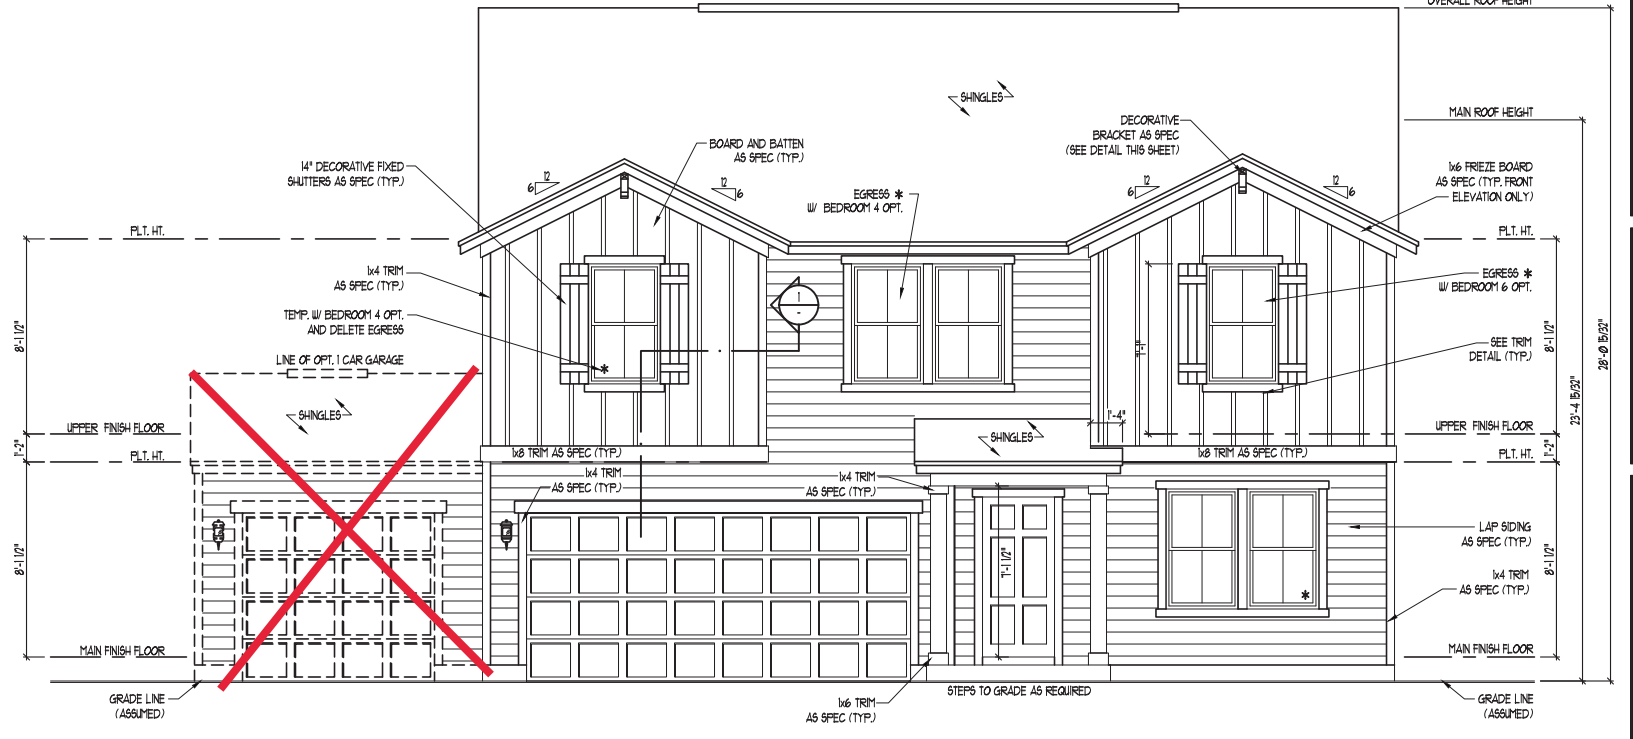 OVERALL ROOF HEIGHT
SHINGLES
MAIN ROOF HEIGHT
DECORATIVE
BRACKET AS SPEC
(SEE DETAIL THIS SHEET)
BOARD AND BATTEN
AS SPEC (TYP.)
14" DECORATIVE FIXED
SHUTTERS AS SPEC (TYP.)
1x6 FRIEZE BOARD
AS SPEC (TYP. FRONT
ELEVATION ONLY)
12
6
12
6
12
6
12
6
EGRESS *
W/ BEDROOM 4 OPT.
PLT. HT.
PLT. HT.
1x4 TRIM
AS SPEC (TYP.)
EGRESS *
W/ BEDROOM 6 OPT.
1
-
TEMP. W/ BEDROOM 4 OPT.
AND DELETE EGRESS
8'-1 1/2"
8'-1 1/2"
28'-0 15/32"
SEE TRIM
DETAIL (TYP.)
LINE OF OPT. 1 CAR GARAGE
*
23'-4 15/32"
SHINGLES
1'-4"
UPPER FINISH FLOOR
UPPER FINISH FLOOR
SHINGLES
1'-2"
1'-2"
PLT. HT.
1x8 TRIM AS SPEC (TYP.)
1x8 TRIM AS SPEC (TYP.)
PLT. HT.
1x4 TRIM
AS SPEC (TYP.)
1x4 TRIM
AS SPEC (TYP.)
LAP SIDING
AS SPEC (TYP.)
8'-1 1/2"
7'-1 1/2"
8'-1 1/2"
1x4 TRIM
AS SPEC (TYP.)
*
MAIN FINISH FLOOR
MAIN FINISH FLOOR
STEPS TO GRADE AS REQUIRED
GRADE LINE
(ASSUMED)
1x6 TRIM
AS SPEC (TYP.)
GRADE LINE
(ASSUMED)